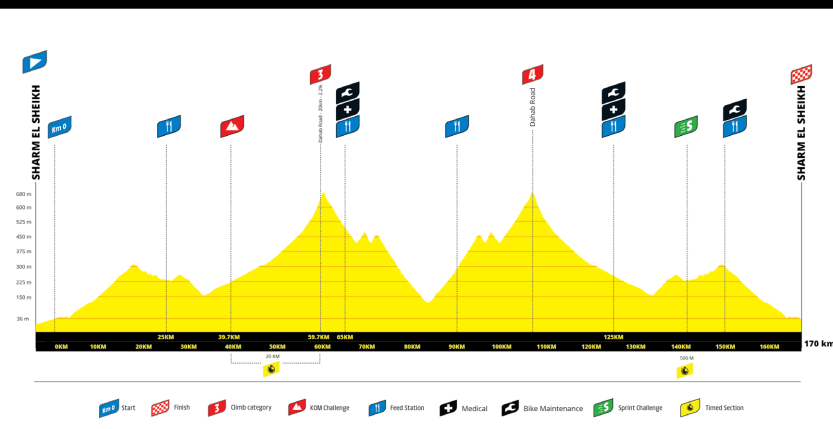 3
4
SHARM EL SHEIKH
Km 0
Dahab Road - 20km - 2.2%
Dahab Road
S
SHARM EL SHEIKH
680 m
600 m
525 m
450 m
375 m
300 m
225 m
150 m
36 m
25KM 39.7KM 59.7KM 65KM 125KM
0KM 10KM 20KM 30KM 40KM 50KM 60KM 70KM 80KM 90KM 100KM 110KM 120KM 130KM 140KM 150KM 160KM 170 km
20 KM
500 M
Km 0 Start Finish 3 Climb category KOM Challenge Feed Station Medical Bike Maintenance S Sprint Challenge Timed Section